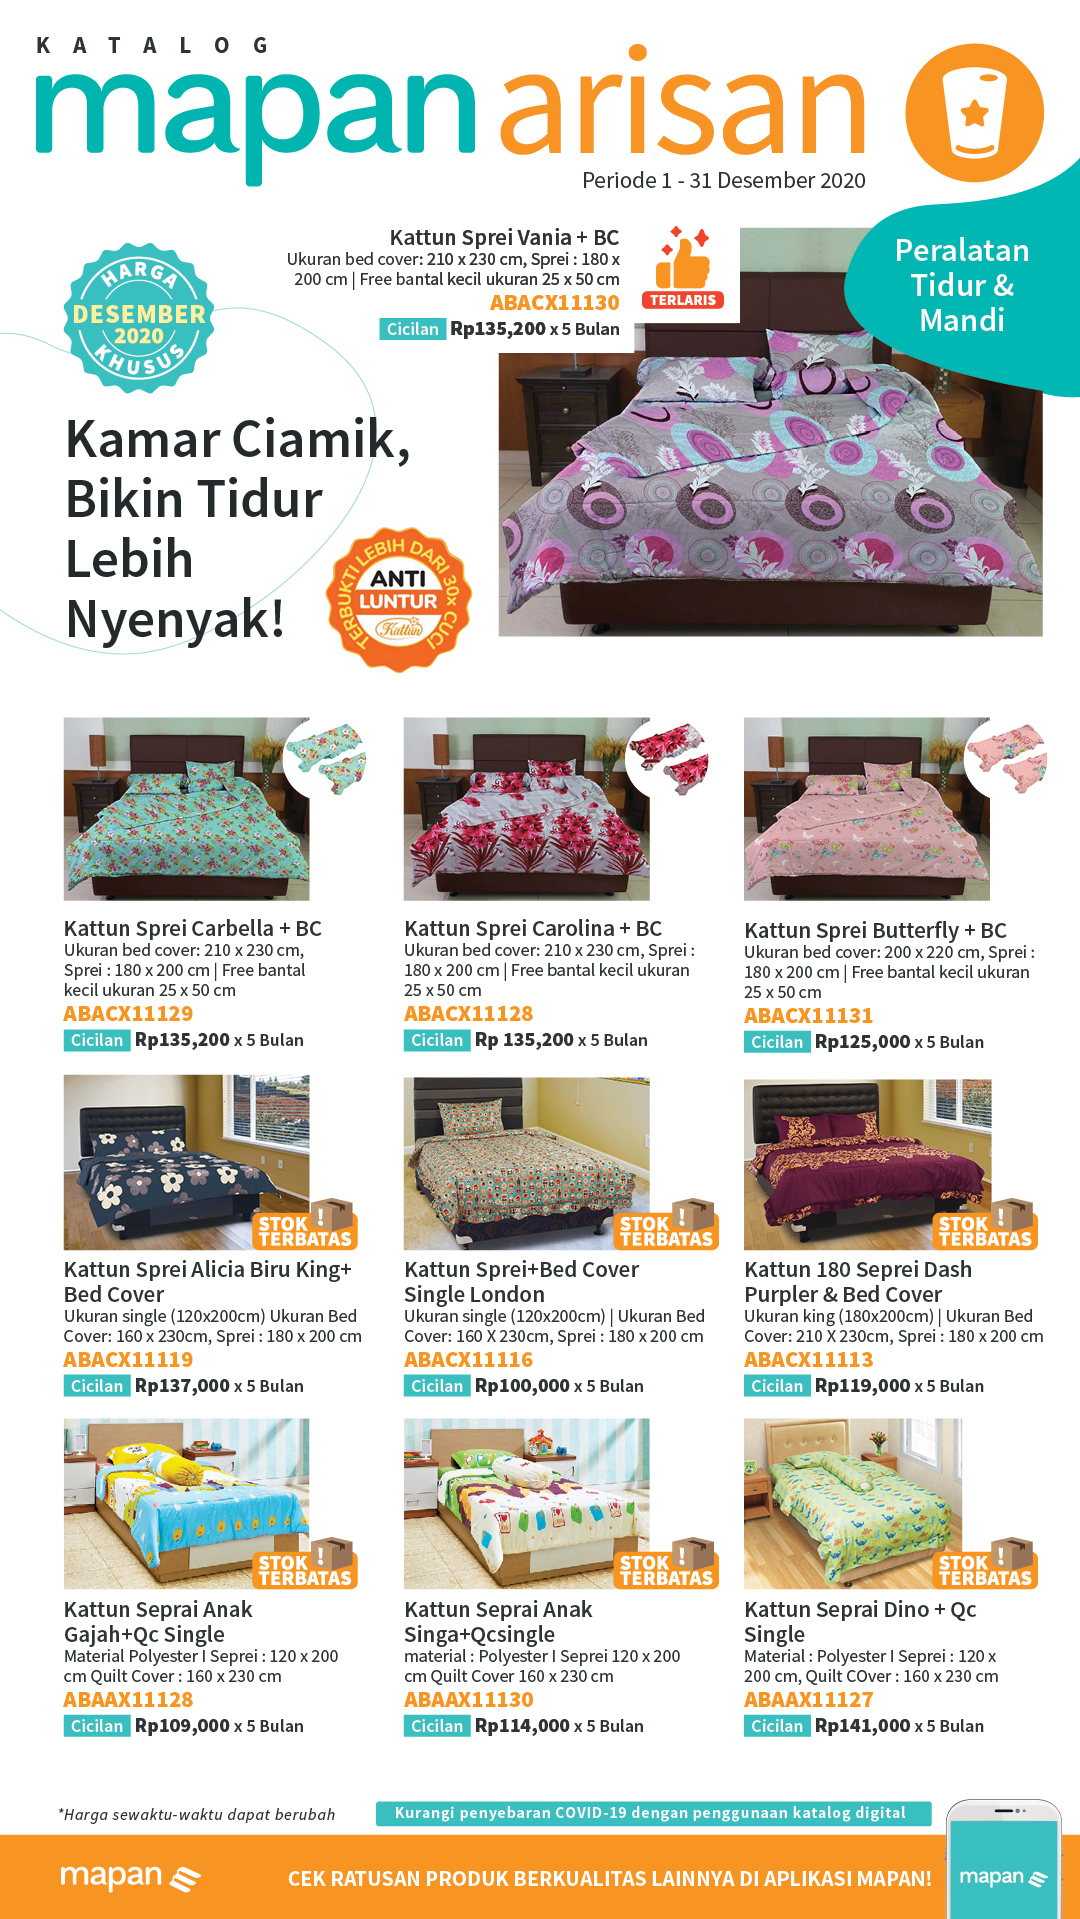 KATALOG
mapan arisan
Periode 1 - 31 Desember 2020
Peralatan
Tidur &
Mandi
HARGA
DESEMBER
2020
KHUSUS
Kattun Sprei Vania + BC
Ukuran bed cover: 210 x 230 cm, Sprei : 180 x
200 cm | Free bantal kecil ukuran 25 x 50 cm
ABACX11130
Cicilan Rp135,200 x 5 Bulan
TERLARIS
Kamar Ciamik,
Bikin Tidur
Lebih
Nyenyak!
TERBUKTI LEBIH DARI 30x CUCI
ANTI
LUNTUR
Kattun
Kattun Sprei Carbella + BC
Ukuran bed cover: 210 x 230 cm,
Sprei : 180 x 200 cm | Free bantal
kecil ukuran 25 x 50 cm
ABACX11129
Cicilan Rp135,200 x 5 Bulan
Kattun Sprei Carolina + BC
Ukuran bed cover: 210 x 230 cm, Sprei :
180 x 200 cm | Free bantal kecil ukuran
25 x 50 cm
ABACX11128
Cicilan Rp 135,200 x 5 Bulan
Kattun Sprei Butterfly + BC
Ukuran bed cover: 200 x 220 cm, Sprei :
180 x 200 cm | Free bantal kecil ukuran
25 x 50 cm
ABACX11131
Cicilan Rp125,000 x 5 Bulan
STOK
TERBATAS
Kattun Sprei Alicia Biru King+
Bed Cover
Ukuran single (120x200cm) Ukuran Bed
Cover: 160 x 230cm, Sprei : 180 x 200 cm
ABACX11119
Cicilan Rp137,000 x 5 Bulan
STOK
TERBATAS
Kattun Sprei+Bed Cover
Single London
Ukuran single (120x200cm) | Ukuran Bed
Cover: 160 X 230cm, Sprei : 180 x 200 cm
ABACX11116
Cicilan Rp100,000 x 5 Bulan
STOK
TERBATAS
Kattun 180 Seprei Dash
Purpler & Bed Cover
Ukuran king (180x200cm) | Ukuran Bed
Cover: 210 X 230cm, Sprei : 180 x 200 cm
ABACX11113
Cicilan Rp119,000 x 5 Bulan
STOK
TERBATAS
Kattun Seprai Anak
Gajah+Qc Single
Material Polyester I Seprei : 120 x 200
cm Quilt Cover : 160 x 230 cm
ABAAX11128
Cicilan Rp109,000 x 5 Bulan
STOK
TERBATAS
Kattun Seprai Anak
Singa+Qcsingle
material : Polyester I Seprei 120 x 200
cm Quilt Cover 160 x 230 cm
ABAAX11130
Cicilan Rp114,000 x 5 Bulan
STOK
TERBATAS
Kattun Seprai Dino + Qc
Single
Material : Polyester I Seprei : 120 x
200 cm, Quilt COver : 160 x 230 cm
ABAAX11127
Cicilan Rp141,000 x 5 Bulan
*Harga sewaktu-waktu dapat berubah
Kurangi penyebaran COVID-19 dengan penggunaan katalog digital
mapan
CEK RATUSAN PRODUK BERKUALITAS LAINNYA DI APLIKASI MAPAN!
mapan